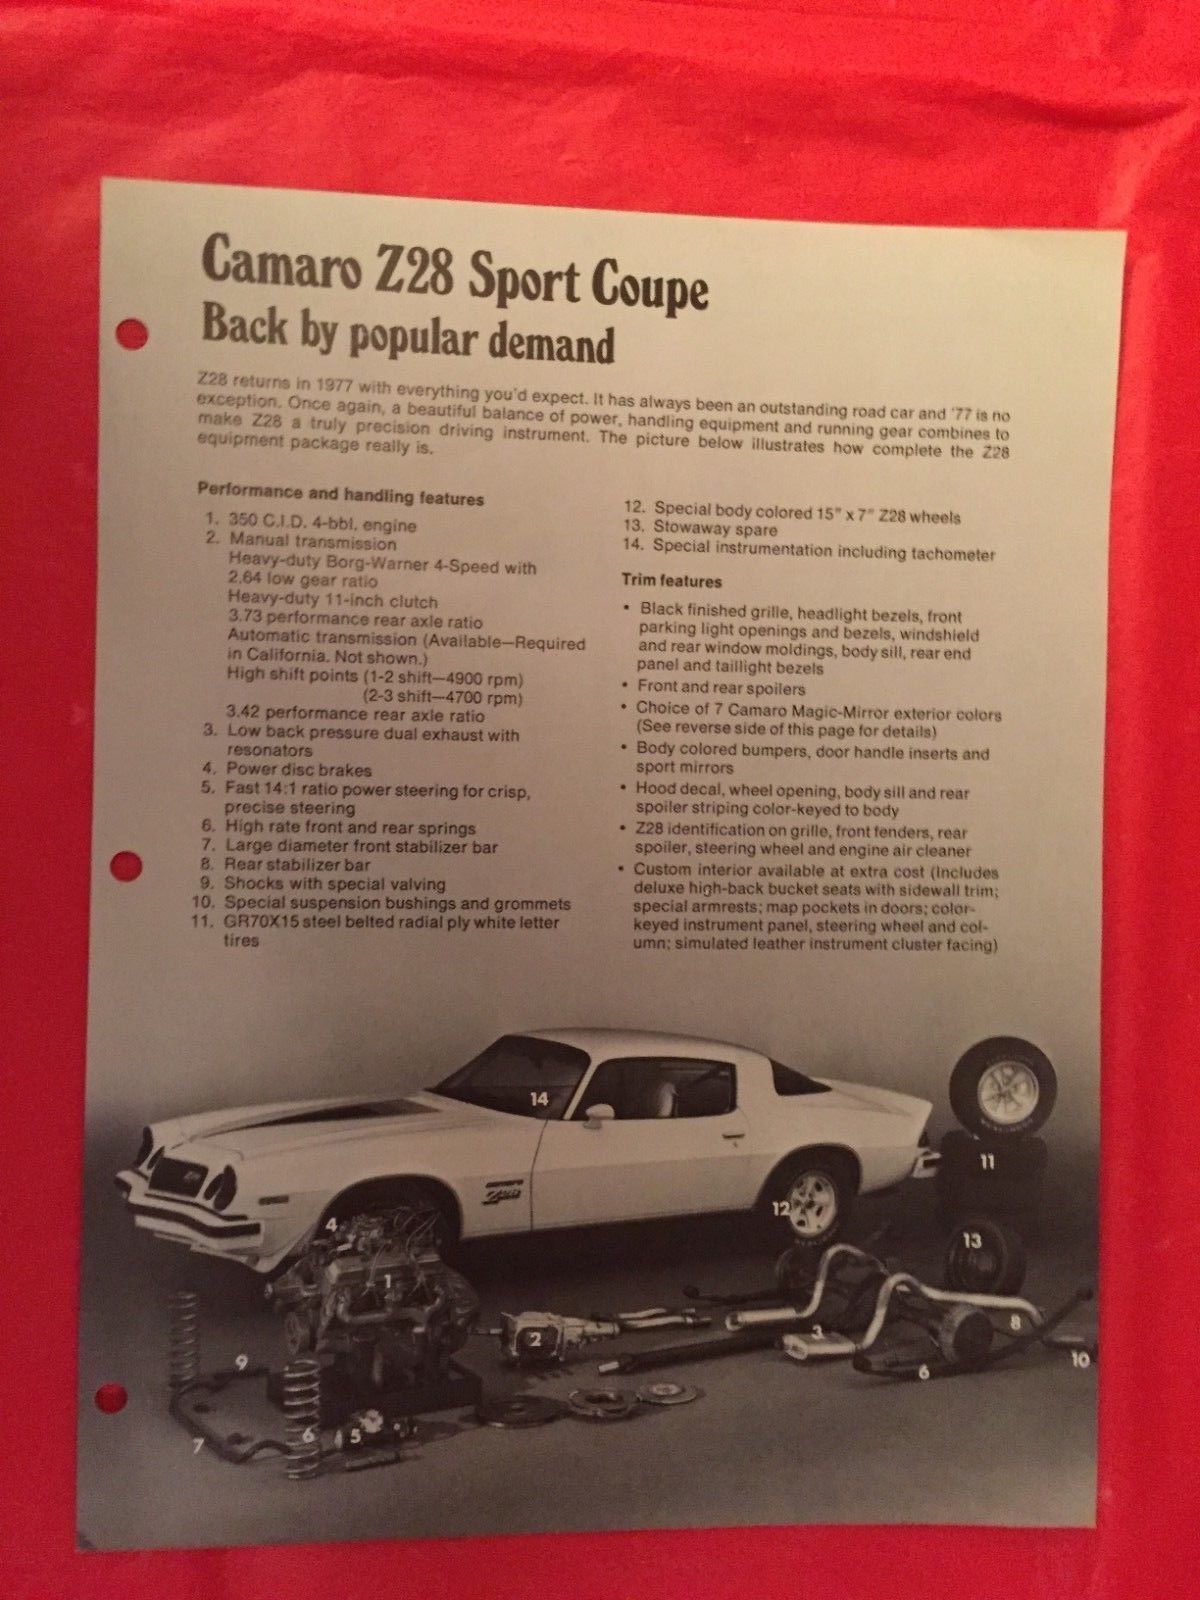 Camaro Z28 Sport Coupe
Back by popular demand
Z28 returns in 1977 with everything you'd expect. It has always been an outstanding road car and '77 is no
exception. Once again, a beautiful balance of power, handling equipment and running gear combines to
make Z28 a truly precision driving instrument. The picture below illustrates how complete the Z28
equipment package really is.
Performance and handling features
1. 350 C.I.D. 4-bbl. engine
2. Manual transmission
Heavy-duty Borg-Warner 4-Speed with
2.64 low gear ratio
Heavy-duty 11-inch clutch
3.73 performance rear axle ratio
Automatic transmission (Available—Required
in California. Not shown.)
High shift points (1-2 shift—4900 rpm)
(2-3 shift—4700 rpm)
3.42 performance rear axle ratio
3. Low back pressure dual exhaust with
resonators
4. Power disc brakes
5. Fast 14:1 ratio power steering for crisp,
precise steering
6. High rate front and rear springs
7. Large diameter front stabilizer bar
8. Rear stabilizer bar
9. Shocks with special valving
10. Special suspension bushings and grommets
11. GR70X15 steel belted radial ply white letter
tires
12. Special body colored 15" x 7" Z28 wheels
13. Stowaway spare
14. Special instrumentation including tachometer
Trim features
• Black finished grille, headlight bezels, front
parking light openings and bezels, windshield
and rear window moldings, body sill, rear end
panel and taillight bezels
• Front and rear spoilers
• Choice of 7 Camaro Magic-Mirror exterior colors
(See reverse side of this page for details)
• Body colored bumpers, door handle inserts and
sport mirrors
• Hood decal, wheel opening, body sill and rear
spoiler striping color-keyed to body
• Z28 identification on grille, front fenders, rear
spoiler, steering wheel and engine air cleaner
• Custom interior available at extra cost (Includes
deluxe high-back bucket seats with sidewall trim;
special armrests; map pockets in doors; color-
keyed instrument panel, steering wheel and col-
umn; simulated leather instrument cluster facing)
14
11
camaro
Z28
12
4
13
1
2
3
8
10
9
6
7
6
5